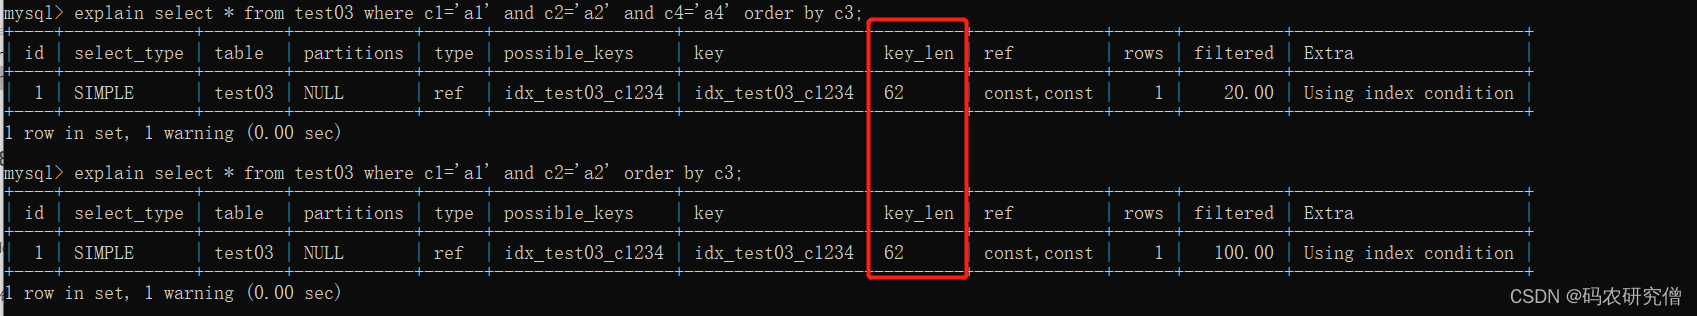 mysql> explain select * from test03 where c1='a1' and c2='a2' and c4='a4' order by c3;
| id | select_type | table | partitions | type | possible_keys | key | key_len | ref | rows | filtered | Extra |
| 1 | SIMPLE | test03 | NULL | ref | idx_test03_c1234 | idx_test03_c1234 | 62 | const,const | 1 | 20.00 | Using index condition |
1 row in set, 1 warning (0.00 sec)
mysql> explain select * from test03 where c1='a1' and c2='a2' order by c3;
| id | select_type | table | partitions | type | possible_keys | key | key_len | ref | rows | filtered | Extra |
| 1 | SIMPLE | test03 | NULL | ref | idx_test03_c1234 | idx_test03_c1234 | 62 | const,const | 1 | 100.00 | Using index condition |
1 row in set, 1 warning (0.00 sec)
CSDN @码农研究僧